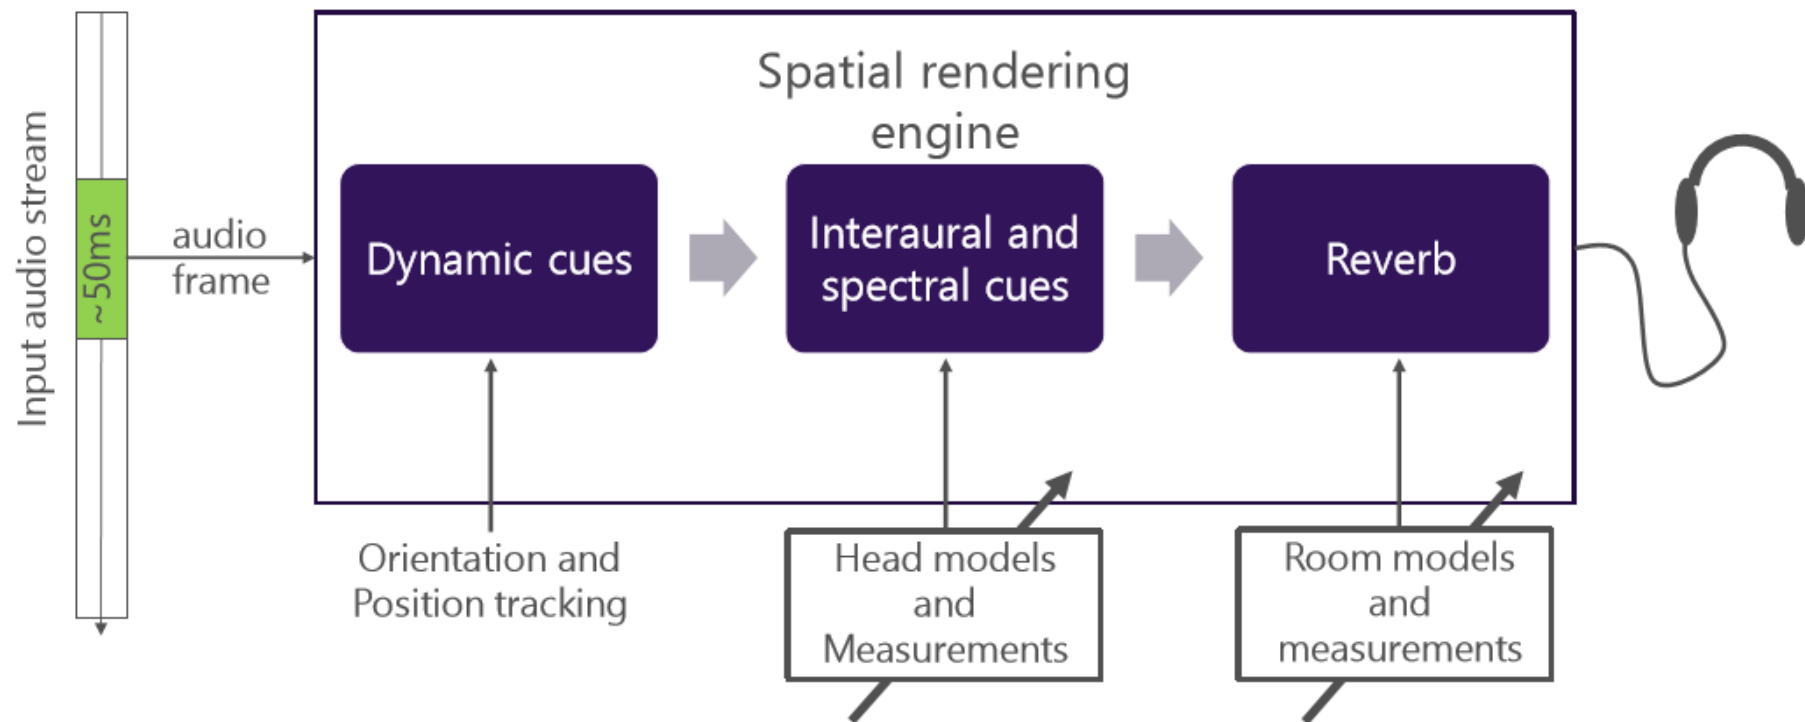 Input audio stream
~50ms
audio
frame
Spatial rendering
engine
Dynamic cues
Interaural and
spectral cues
Reverb
Orientation and
Position tracking
Head models
and
Measurements
Room models
and
measurements